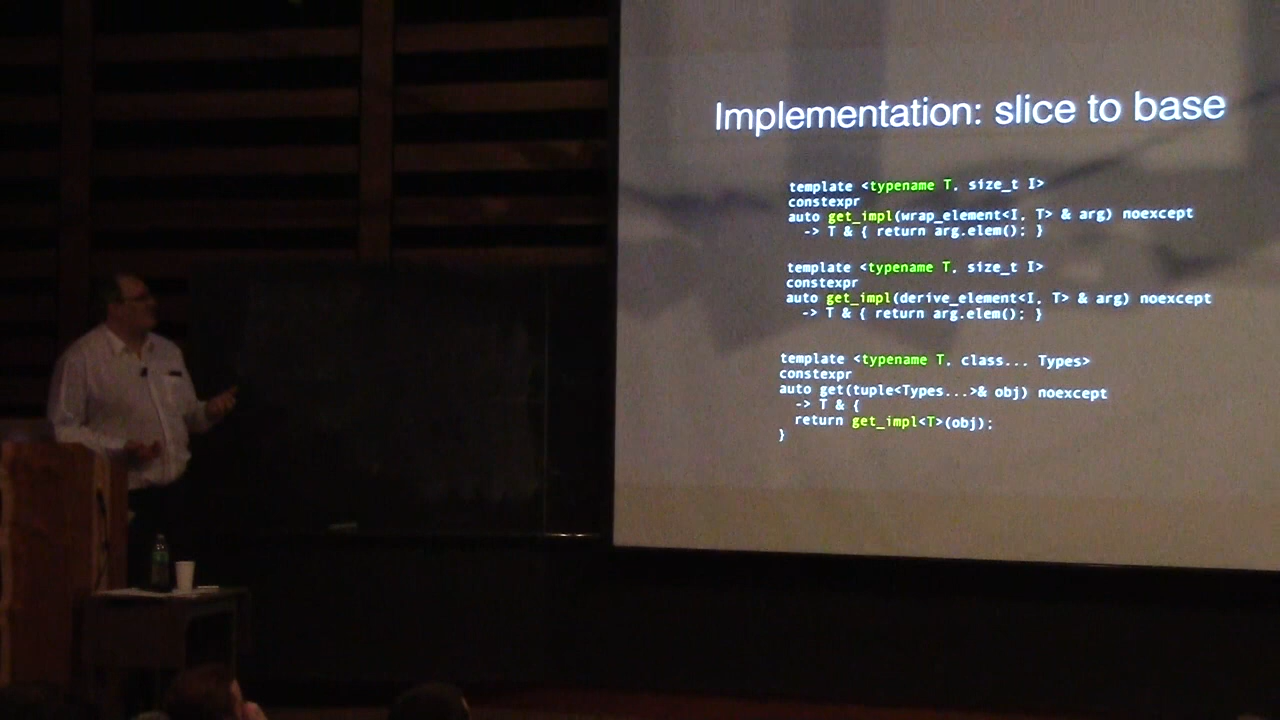 Implementation: slice to base
template <typename T, size_t I>
constexpr
auto get_impl(wrap_element<I, T> & arg) noexcept
-> T & { return arg.elem(); }
template <typename T, size_t I>
constexpr
auto get_impl(derive_element<I, T> & arg) noexcept
-> T & { return arg.elem(); }
template <typename T, class... Types>
constexpr
auto get(tuple<Types...>& obj) noexcept
-> T & {
return get_impl<T>(obj);
}